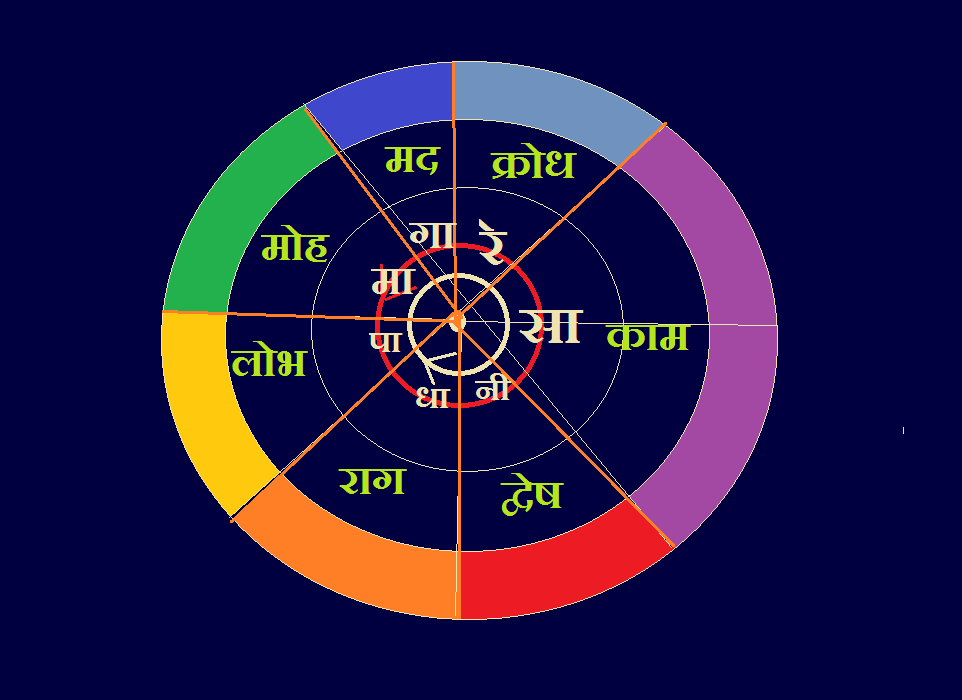 मद
क्रोध
मोह
गा
रे
मा
सा
काम
पा
लोभ
धा
नी
राग
द्वेष